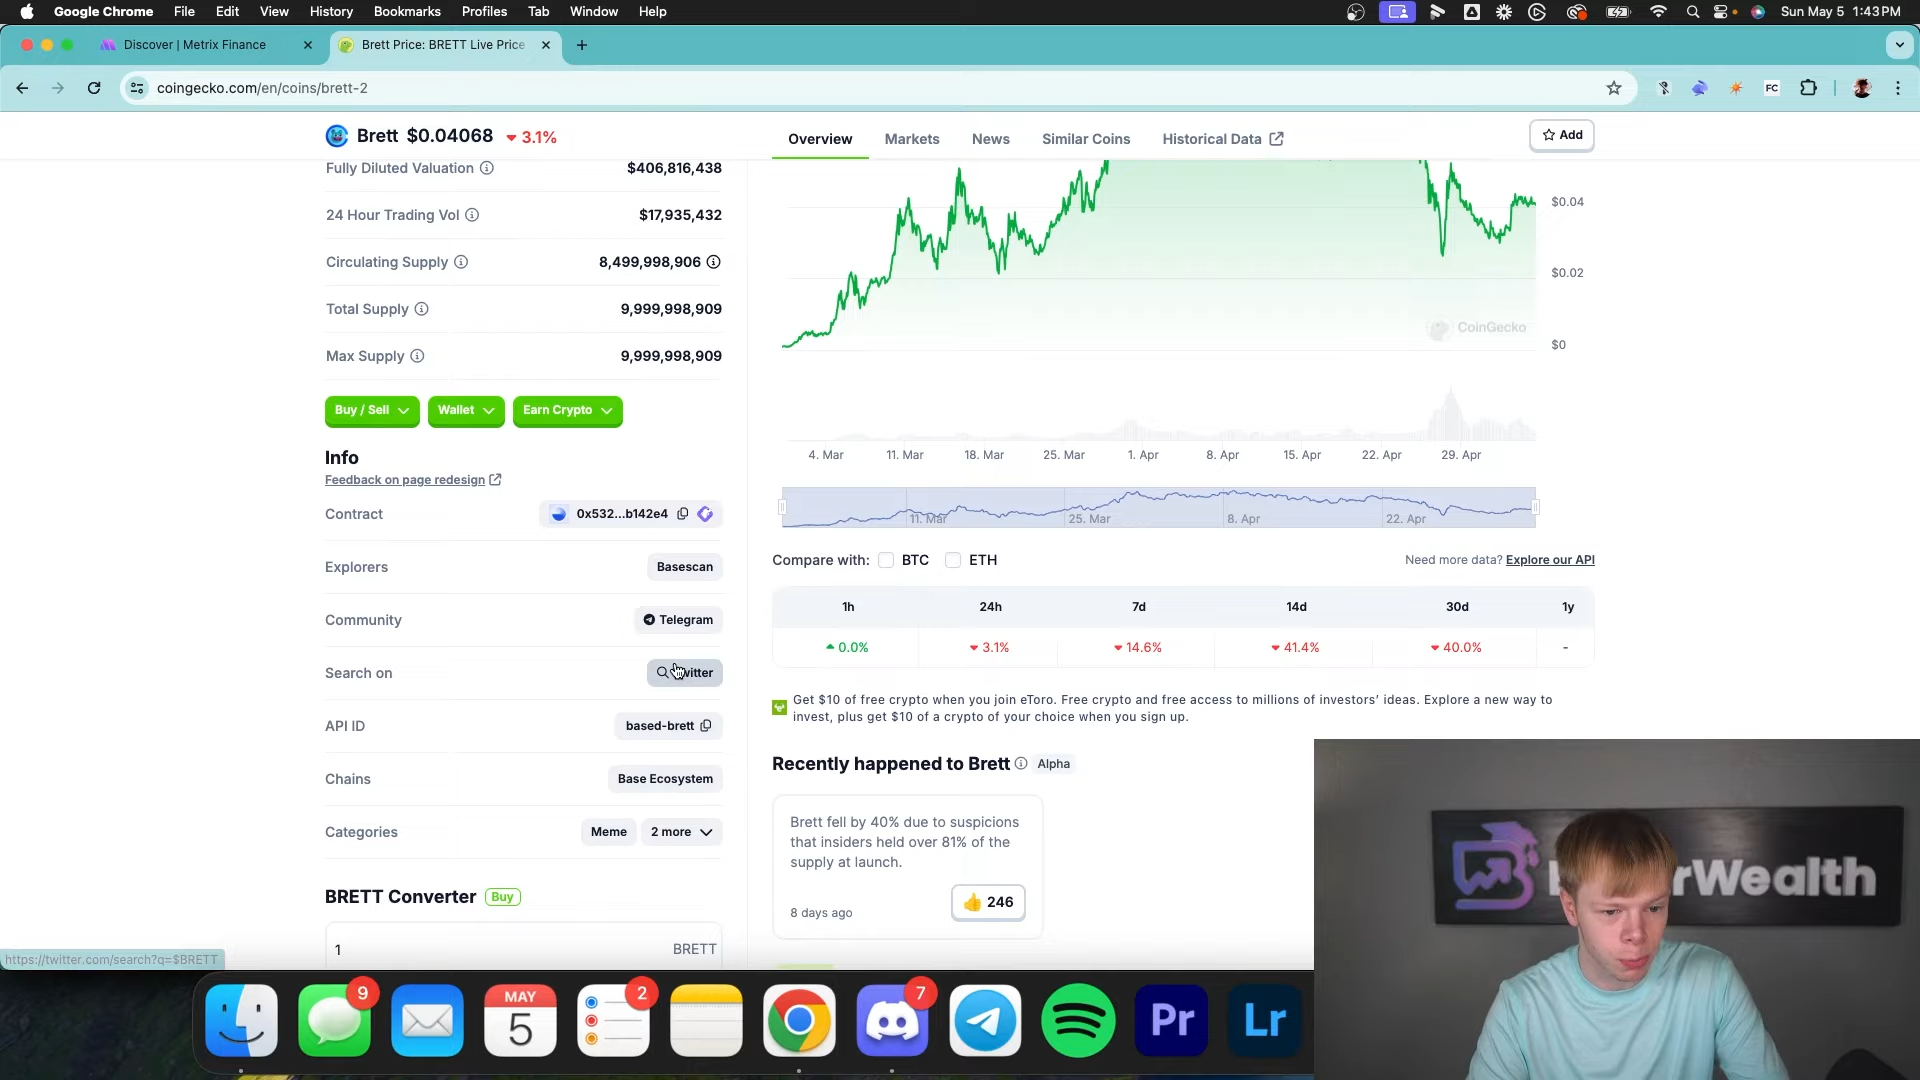 Google Chrome File Edit View History Bookmarks Profiles Tab Window Help
Sun May 5 1:43 PM
Discover | Metrix Finance
Brett Price: BRETT Live Price
coingecko.com/en/coins/brett-2
FC
Brett $0.04068 3.1%
Overview Markets News Similar Coins Historical Data
Add
Fully Diluted Valuation $406,816,438
24 Hour Trading Vol $17,935,432
Circulating Supply 8,499,998,906
Total Supply 9,999,998,909
Max Supply 9,999,998,909
Buy / Sell Wallet Earn Crypto
Info
Feedback on page redesign
Contract 0x532...b142e4
Explorers Basescan
Community Telegram
Search on
API ID based-brett
Chains Base Ecosystem
Categories Meme 2 more
BRETT Converter Buy
1 BRETT
https://twitter.com/search?q=$BRETT
$0.04
$0.02
CoinGecko
$0
4. Mar 11. Mar 18. Mar 25. Mar 1. Apr 8. Apr 15. Apr 22. Apr 29. Apr
11. Mar 25. Mar 8. Apr 22. Apr
Compare with: BTC ETH
Need more data? Explore our API
1h 24h 7d 14d 30d 1y
0.0% 3.1% 14.6% 41.4% 40.0% -
Get $10 of free crypto when you join eToro. Free crypto and free access to millions of investors' ideas. Explore a new way to
invest, plus get $10 of a crypto of your choice when you sign up.
Recently happened to Brett Alpha
Brett fell by 40% due to suspicions
that insiders held over 81% of the
supply at launch.
8 days ago
246
9
MAY
5
2
7
Pr
Lr